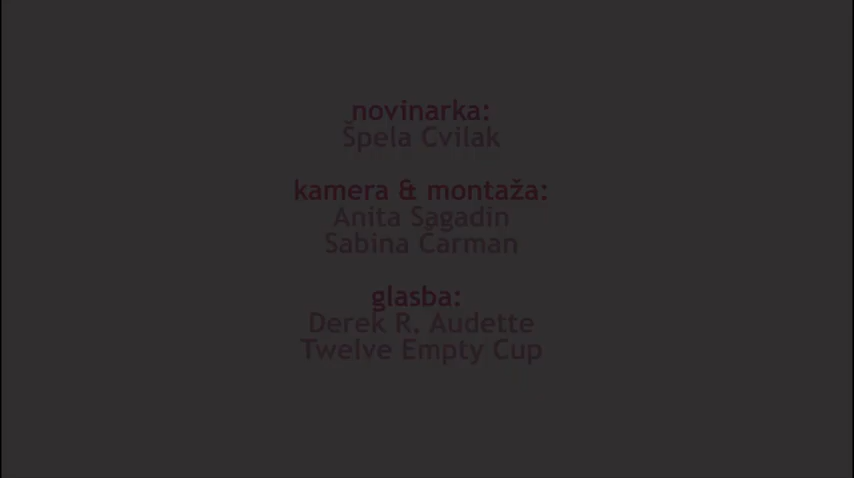 novinarka:
Špela Cvilak
kamera & montaža:
Anita Sagadin
Sabina Čarman
glasba:
Derek R. Audette
Twelve Empty Cup